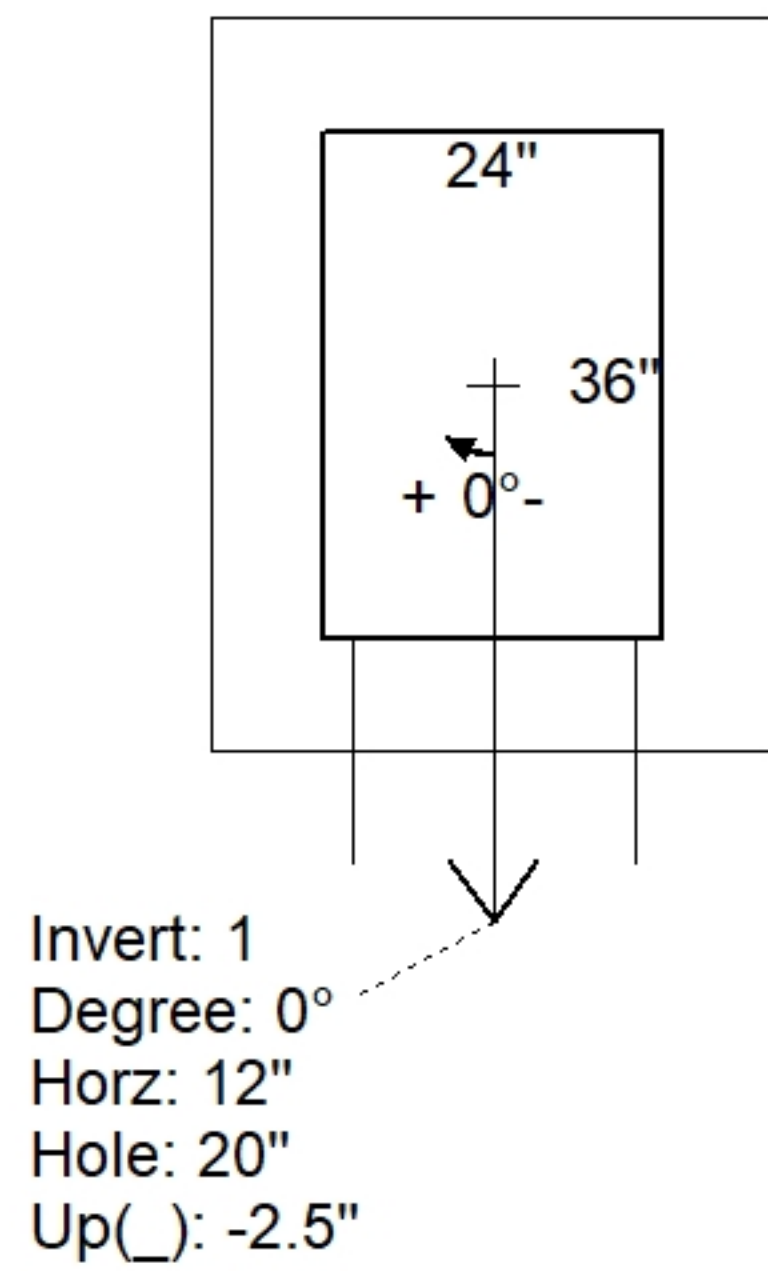 24"
36"
+ 0°-
Invert: 1
Degree: 0°
Horz: 12"
Hole: 20"
Up(_): -2.5"